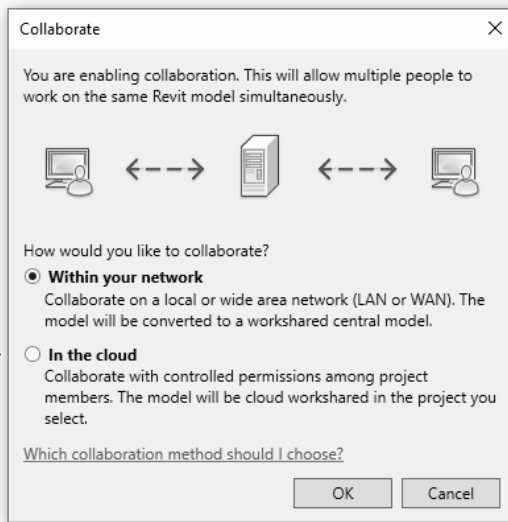 Collaborate
You are enabling collaboration. This will allow multiple people to
work on the same Revit model simultaneously.
How would you like to collaborate?
Within your network
Collaborate on a local or wide area network (LAN or WAN). The
model will be converted to a workshared central model.
In the cloud
Collaborate with controlled permissions among project
members. The model will be cloud workshared in the project you
select.
Which collaboration method should I choose?
OK Cancel